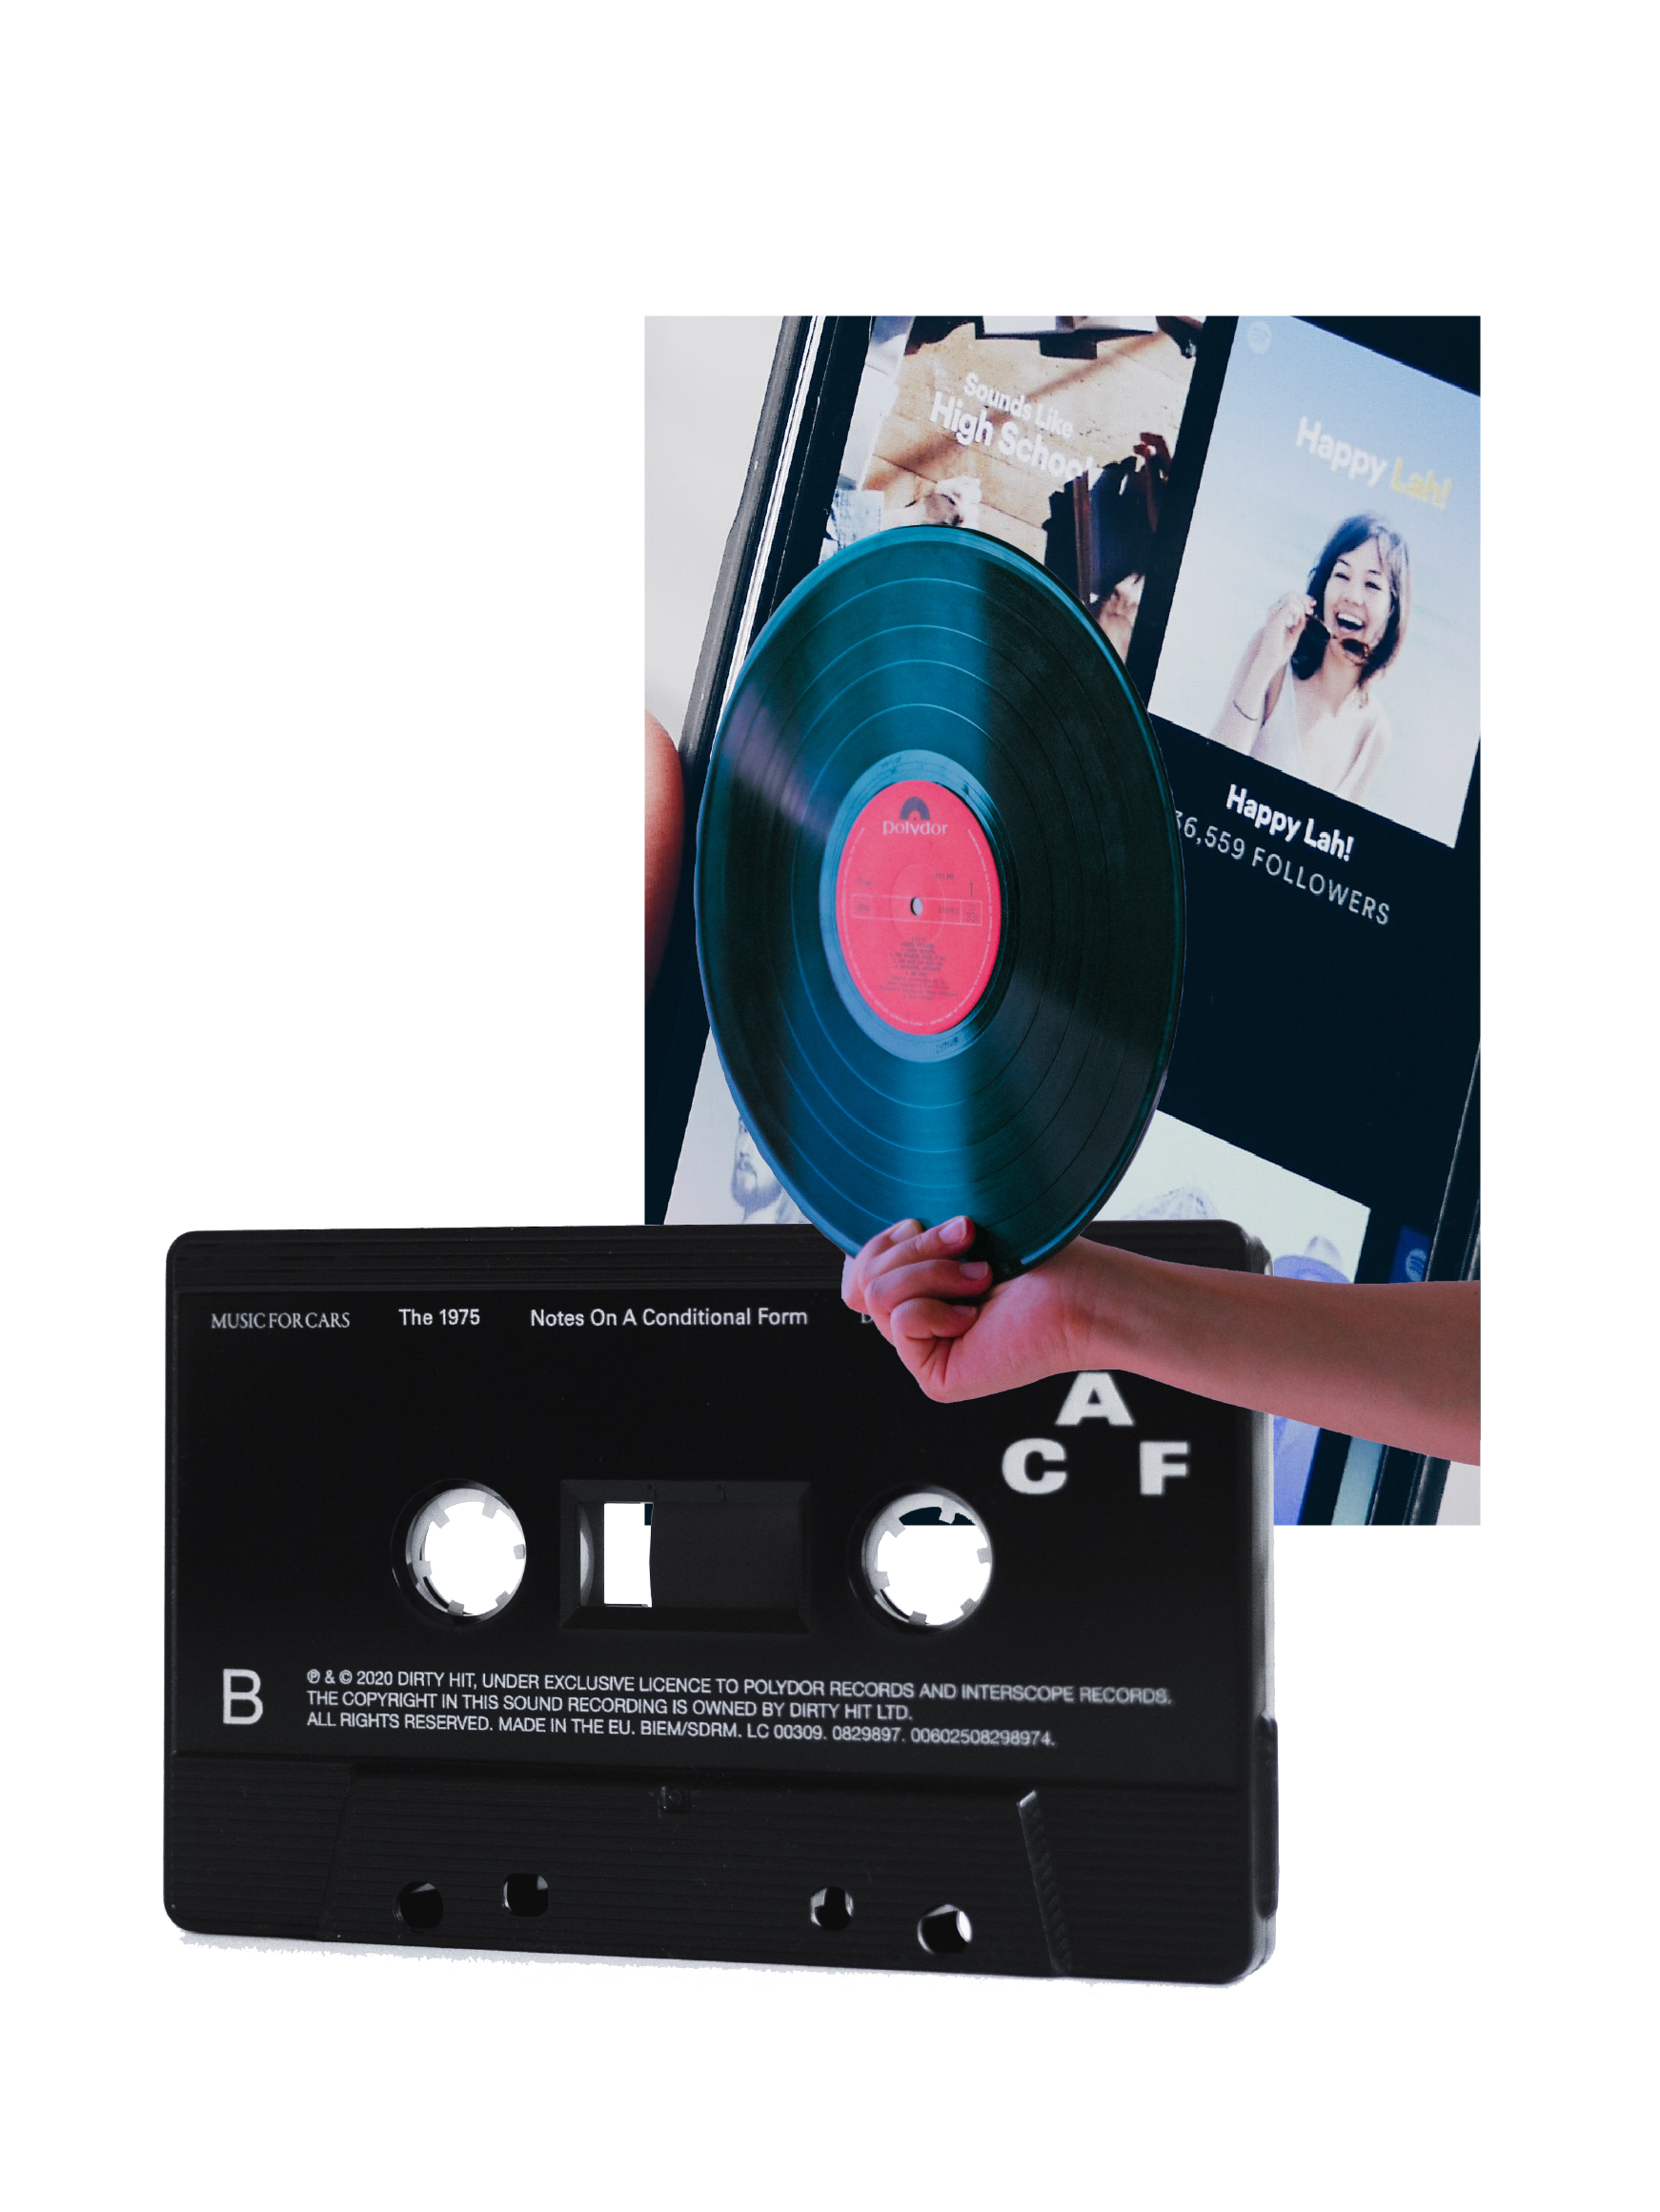 Sounds Like
High School
Happy Lah!
Happy Lah!
36,559 FOLLOWERS
polydor
1
MUSIC FOR CARS The 1975 Notes On A Conditional Form
A
C F
B
℗ & © 2020 DIRTY HIT, UNDER EXCLUSIVE LICENCE TO POLYDOR RECORDS AND INTERSCOPE RECORDS.
THE COPYRIGHT IN THIS SOUND RECORDING IS OWNED BY DIRTY HIT LTD.
ALL RIGHTS RESERVED. MADE IN THE EU. BIEM/SDRM. LC 00309. 0829897. 00602508298974.